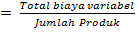 = Total biaya variabel
Jumlah Produk